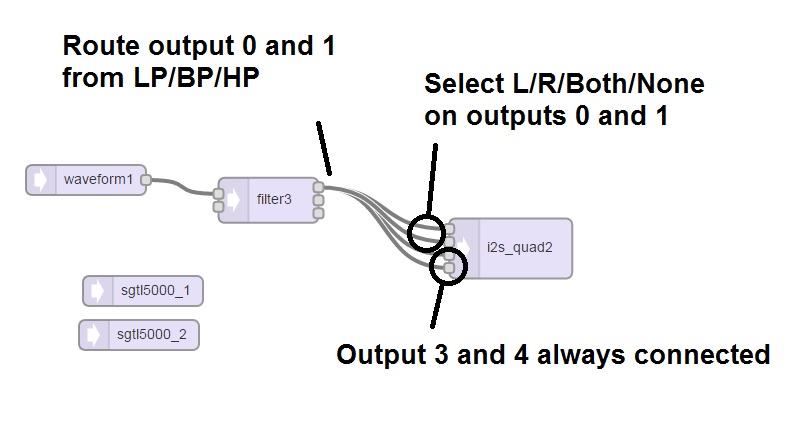 Route output 0 and 1
from LP/BP/HP
Select L/R/Both/None
on outputs 0 and 1
waveform1
filter3
i2s_quad2
sgtl5000_1
sgtl5000_2
Output 3 and 4 always connected